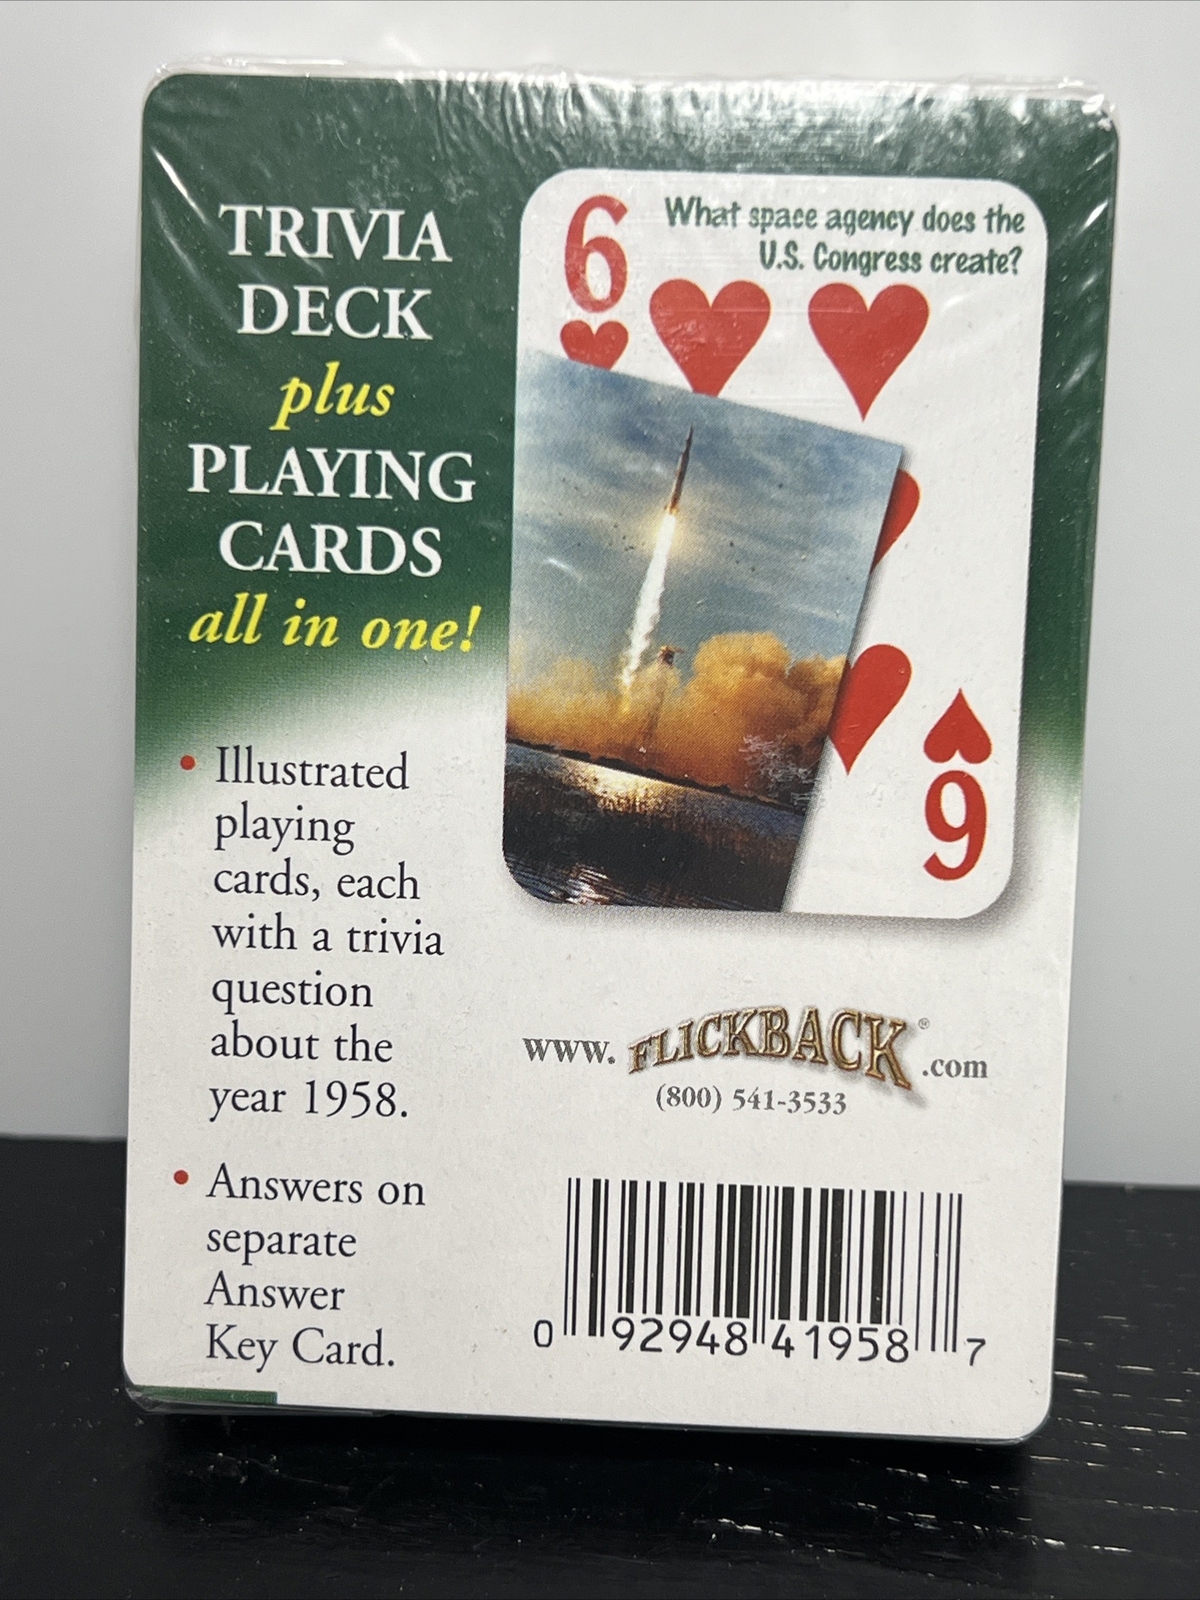 TRIVIA
DECK
plus
PLAYING
CARDS
all in one!
• Illustrated
playing
cards, each
with a trivia
question
about the
year 1958.
• Answers on
separate
Answer
Key Card.
6
What space agency does the
U.S. Congress create?
6
www.FLICKBACK®.com
(800) 541-3533
0 92948 41958 7